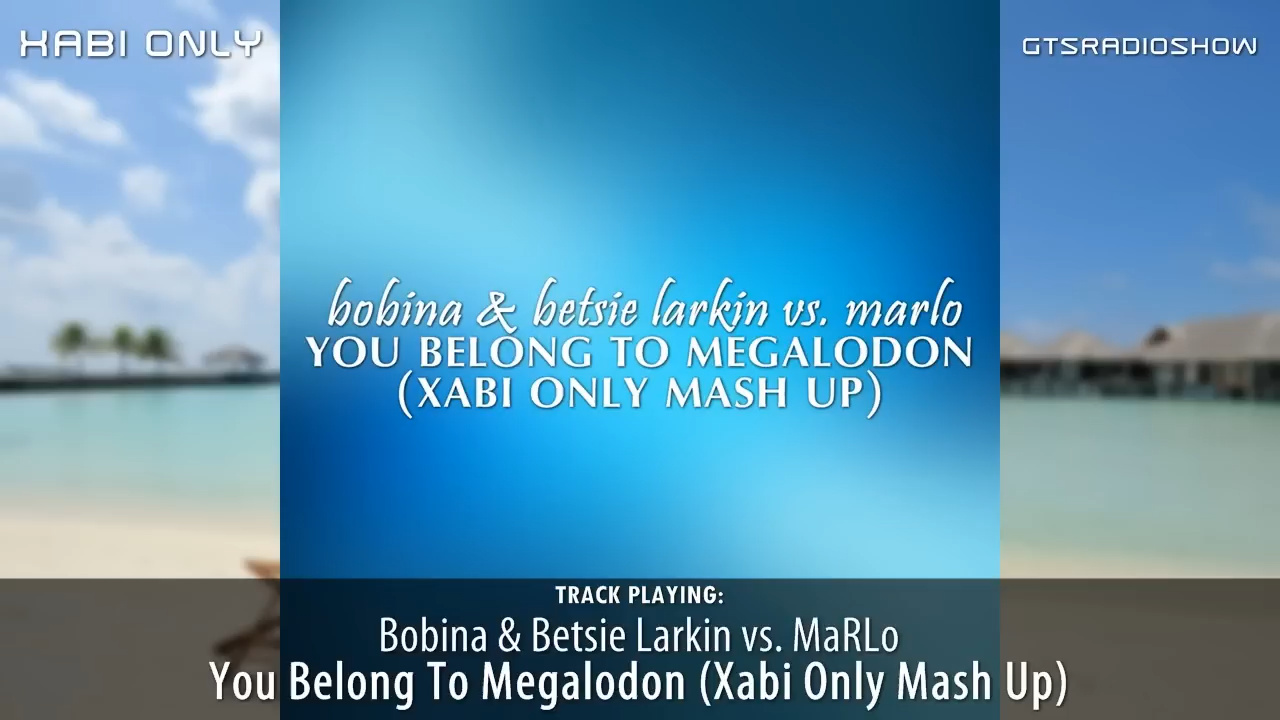 XABI ONLY
GTSRADIOSHOW
bobina & betsie larkin vs. marlo
YOU BELONG TO MEGALODON
(XABI ONLY MASH UP)
TRACK PLAYING:
Bobina & Betsie Larkin vs. MaRLo
You Belong To Megalodon (Xabi Only Mash Up)